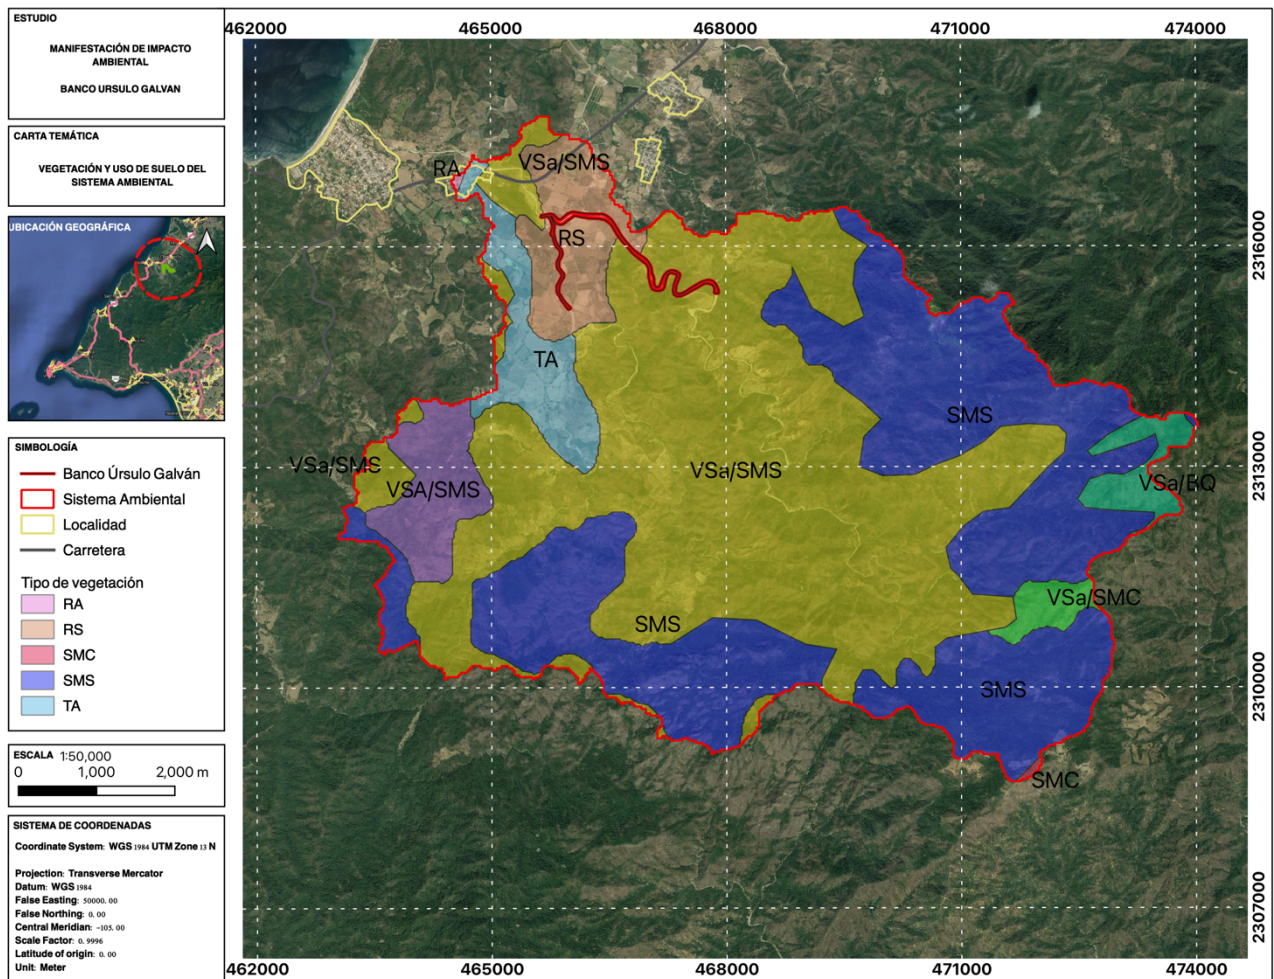 ESTUDIO
MANIFESTACIÓN DE IMPACTO
AMBIENTAL
BANCO URSULO GALVAN
CARTA TEMÁTICA
VEGETACIÓN Y USO DE SUELO DEL
SISTEMA AMBIENTAL
UBICACIÓN GEOGRÁFICA
SIMBOLOGÍA
Banco Úrsulo Galván
Sistema Ambiental
Localidad
Carretera
Tipo de vegetación
RA
RS
SMC
SMS
TA
ESCALA 1:50,000
0 1,000 2,000 m
SISTEMA DE COORDENADAS
Coordinate System: WGS 1984 UTM Zone 13 N
Projection: Transverse Mercator
Datum: WGS 1984
False Easting: 50000. 00
False Northing: 0. 00
Central Meridian: -105. 00
Scale Factor: 0. 9996
Latitude of origin: 0. 00
Unit: Meter
462000 465000 468000 471000 474000
RA
VSa/SMS
RS
TA
SMS
VSa/SMS
VSA/SMS
VSa/SMS
VSa/BQ
VSa/SMC
SMS
SMS
SMC
2316000
2313000
2310000
2307000
462000 465000 468000 471000 474000